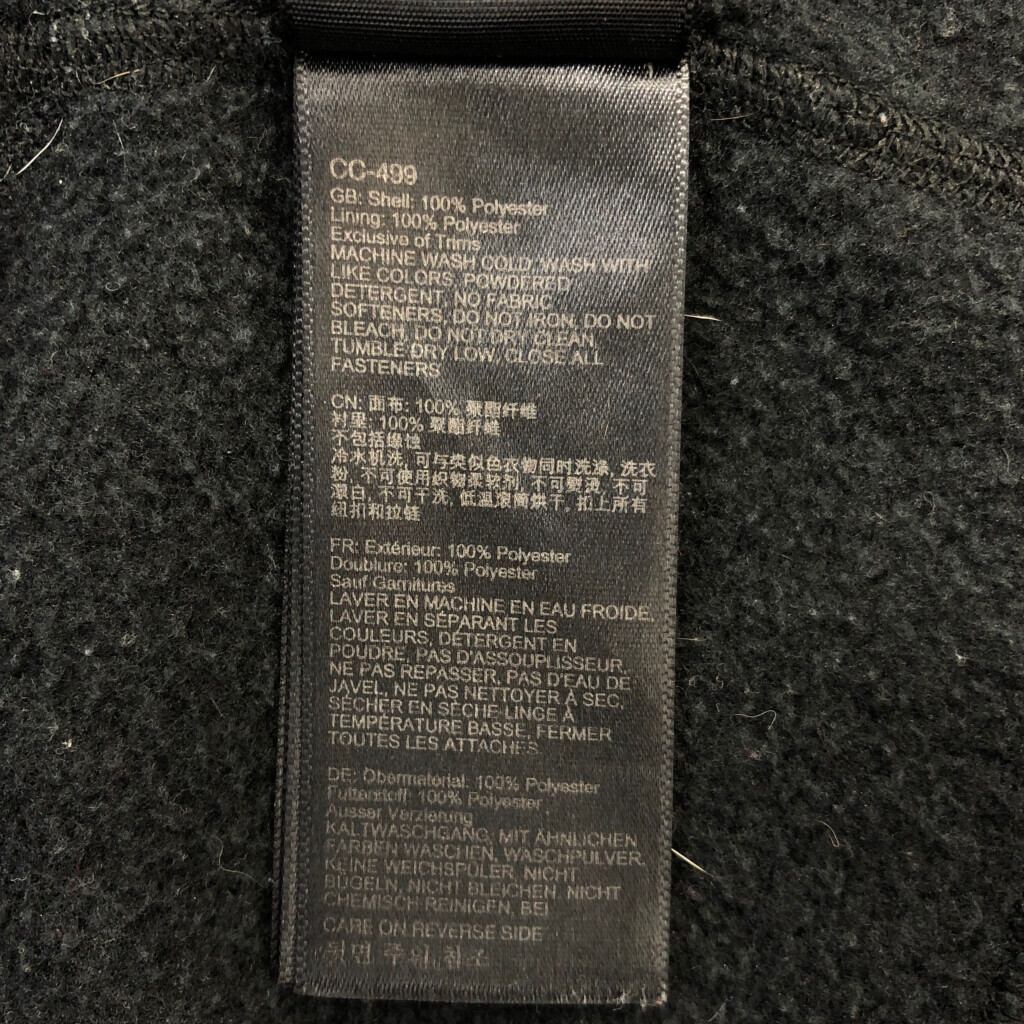 CC-499
GB: Shell: 100% Polyester
Lining: 100% Polyester
Exclusive of Trims
MACHINE WASH COLD, WASH WITH
LIKE COLORS, POWDERED
DETERGENT, NO FABRIC
SOFTENERS, DO NOT IRON, DO NOT
BLEACH, DO NOT DRY CLEAN,
TUMBLE DRY LOW, CLOSE ALL
FASTENERS
CN: 面布: 100% 聚酯纤维
衬里: 100% 聚酯纤维
不包括缘蚀
冷水机洗, 可与类似色衣物同时洗涤, 洗衣
粉, 不可使用织物柔软剂, 不可熨烫, 不可
漂白, 不可干洗, 低温滚筒烘干, 扣上所有
纽扣和拉链
FR: Extérieur: 100% Polyester
Doublure: 100% Polyester
Sauf Garnitures
LAVER EN MACHINE EN EAU FROIDE,
LAVER EN SÉPARANT LES
COULEURS, DÉTERGENT EN
POUDRE, PAS D'ASSOUPLISSEUR,
NE PAS REPASSER, PAS D'EAU DE
JAVEL, NE PAS NETTOYER À SEC,
SÉCHER EN SÈCHE-LINGE À
TEMPÉRATURE BASSE, FERMER
TOUTES LES ATTACHES
DE: Obermaterial: 100% Polyester
Futterstoff: 100% Polyester
Ausser Verzierung
KALTWASCHGANG, MIT ÄHNLICHEN
FARBEN WASCHEN, WASCHPULVER,
KEINE WEICHSPÜLER, NICHT
BÜGELN, NICHT BLEICHEN, NICHT
CHEMISCH REINIGEN, BEI
CARE ON REVERSE SIDE
뒷면 주의